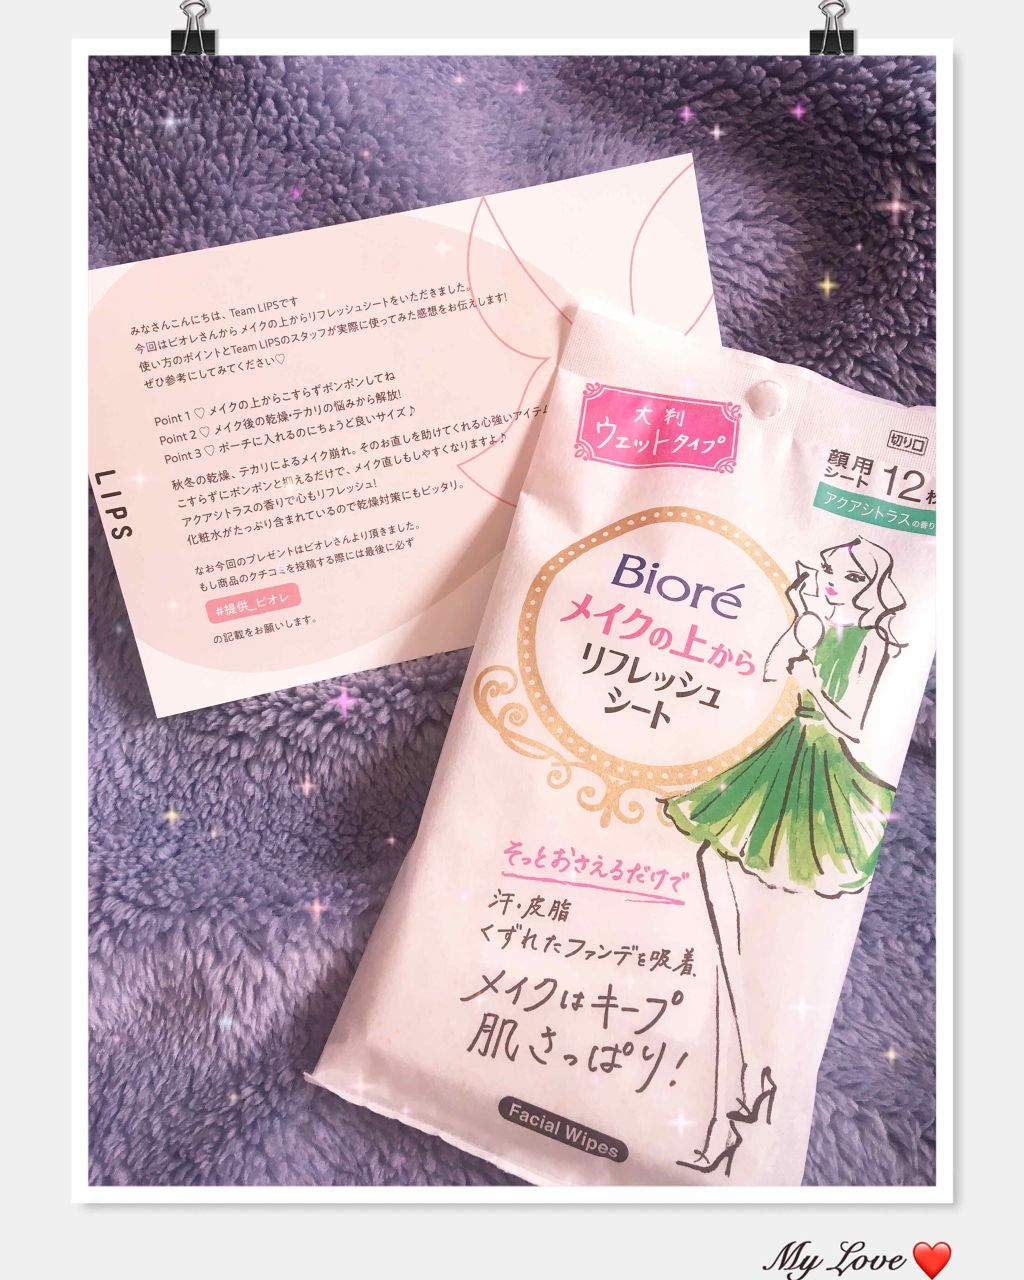 みなさんこんにちは、Team LIPSです
今回はビオレさんから メイクの上からリフレッシュシートをいただきました。
使い方のポイントとTeam LIPSのスタッフが実際に使ってみた感想をお伝えします!
ぜひ参考にしてみてください♡
Point 1 ♡ メイクの上からこすらずポンポンしてね
Point 2 ♡ メイク後の乾燥・テカリの悩みから解放!
Point 3 ♡ ポーチに入れるのにちょうど良いサイズ♪
秋冬の乾燥、テカリによるメイク崩れ。そのお直しを助けてくれる心強いアイテム
こすらずにポンポンと抑えるだけで、メイク直しもしやすくなりますよ♪
アクアシトラスの香りで心もリフレッシュ!
化粧水がたっぷり含まれているので乾燥対策にもピッタリ。
なお今回のプレゼントはビオレさんより頂きました。
もし商品のクチコミを投稿する際には最後に必ず
#提供_ビオレ
の記載をお願いします。
LIPS
大判
ウェットタイプ
切り口
顔用
シート 12枚
アクアシトラスの香り
Bioré
メイクの上から
リフレッシュ
シート
そっとおさえるだけで
汗・皮脂
くずれたファンデを吸着、
メイクはキープ
肌さっぱり!
Facial Wipes
My Love ❤️